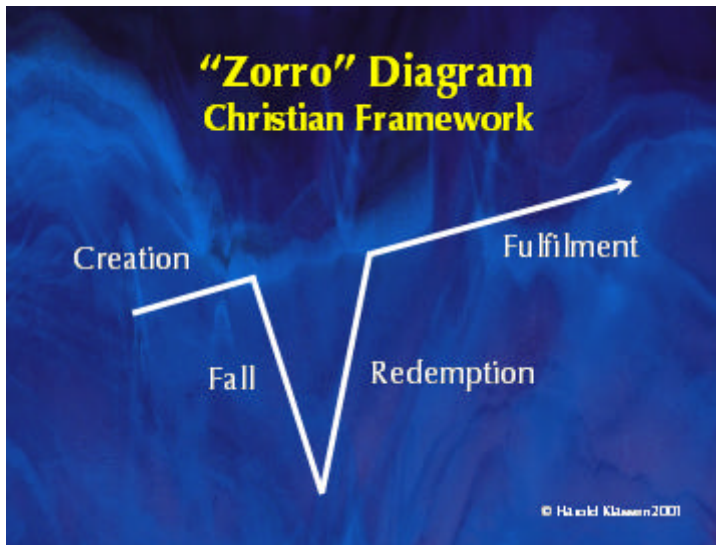 “Zorro” Diagram
Christian Framework
Creation
Fulfilment
Fall
Redemption
© Harold Klassen 2001